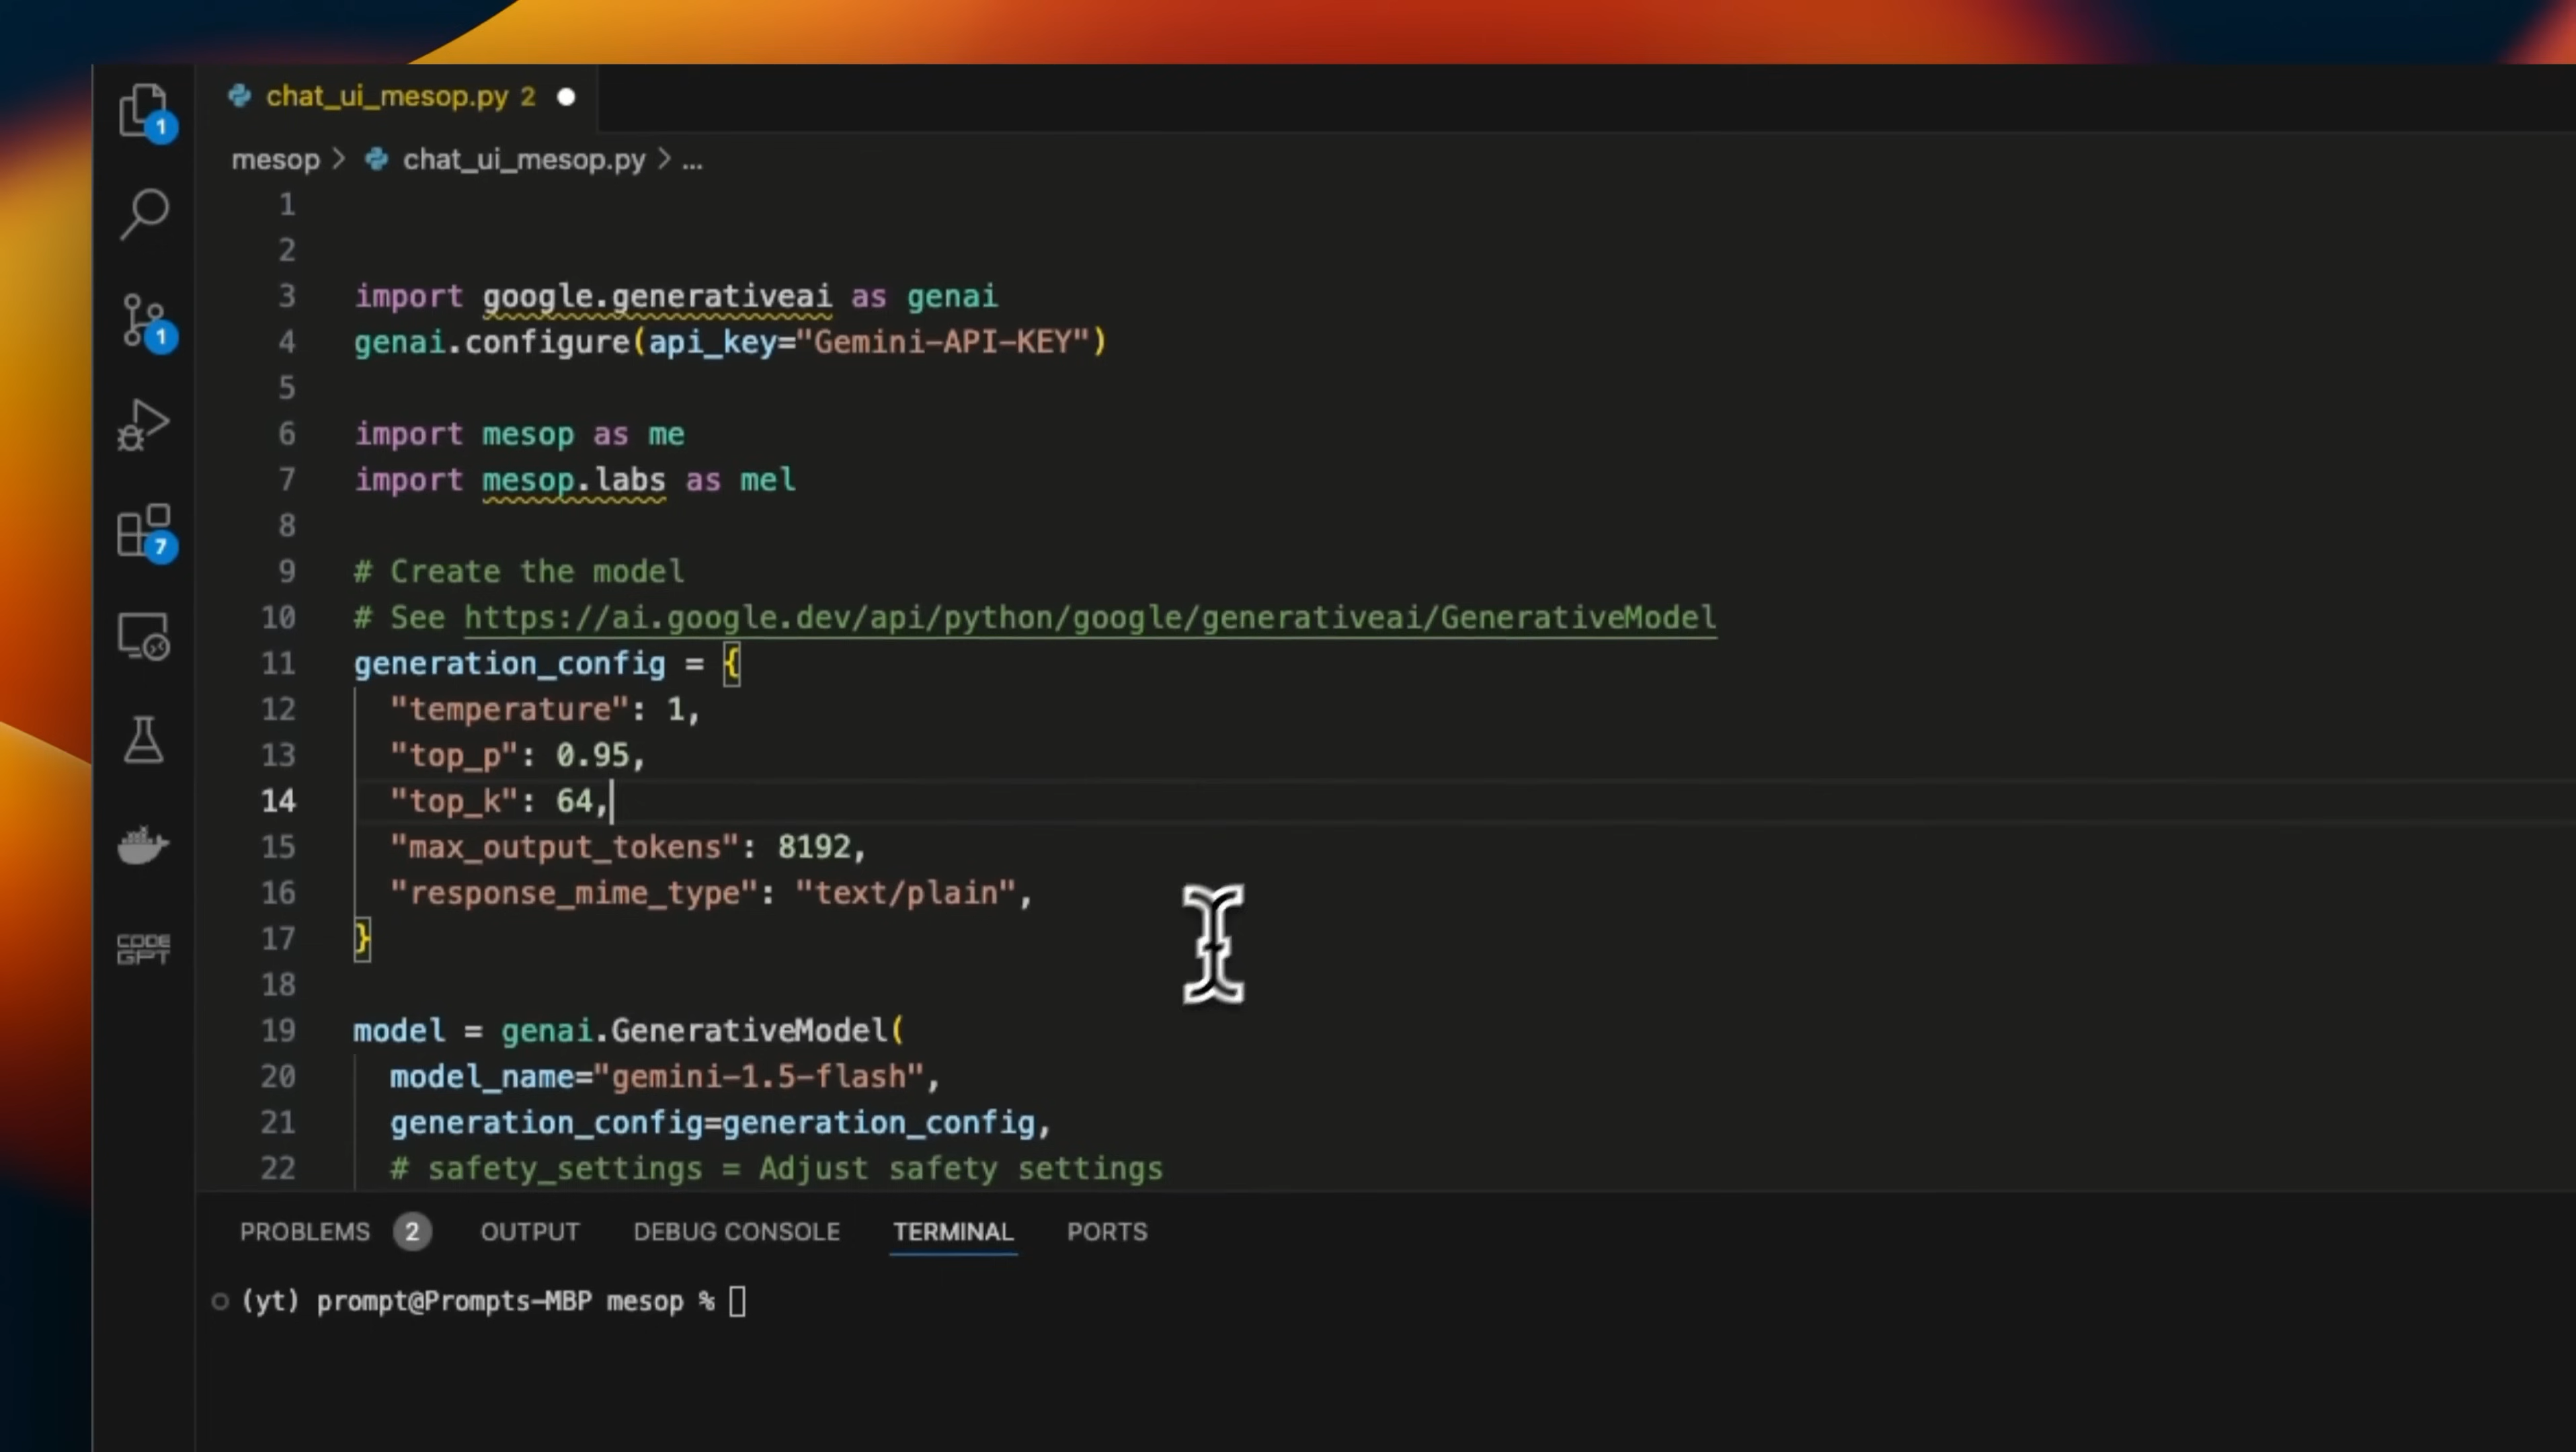 chat_ui_mesop.py 2
mesop > chat_ui_mesop.py > ...
1
2
3 import google.generativeai as genai
4 genai.configure(api_key="Gemini-API-KEY")
5
6 import mesop as me
7 import mesop.labs as mel
8
9 # Create the model
10 # See https://ai.google.dev/api/python/google/generativeai/GenerativeModel
11 generation_config = {
12 "temperature": 1,
13 "top_p": 0.95,
14 "top_k": 64,
15 "max_output_tokens": 8192,
16 "response_mime_type": "text/plain",
17 }
18
19 model = genai.GenerativeModel(
20 model_name="gemini-1.5-flash",
21 generation_config=generation_config,
22 # safety_settings = Adjust safety settings
1
1
7
CODE
GPT
PROBLEMS 2 OUTPUT DEBUG CONSOLE TERMINAL PORTS
(yt) prompt@Prompts-MBP mesop %